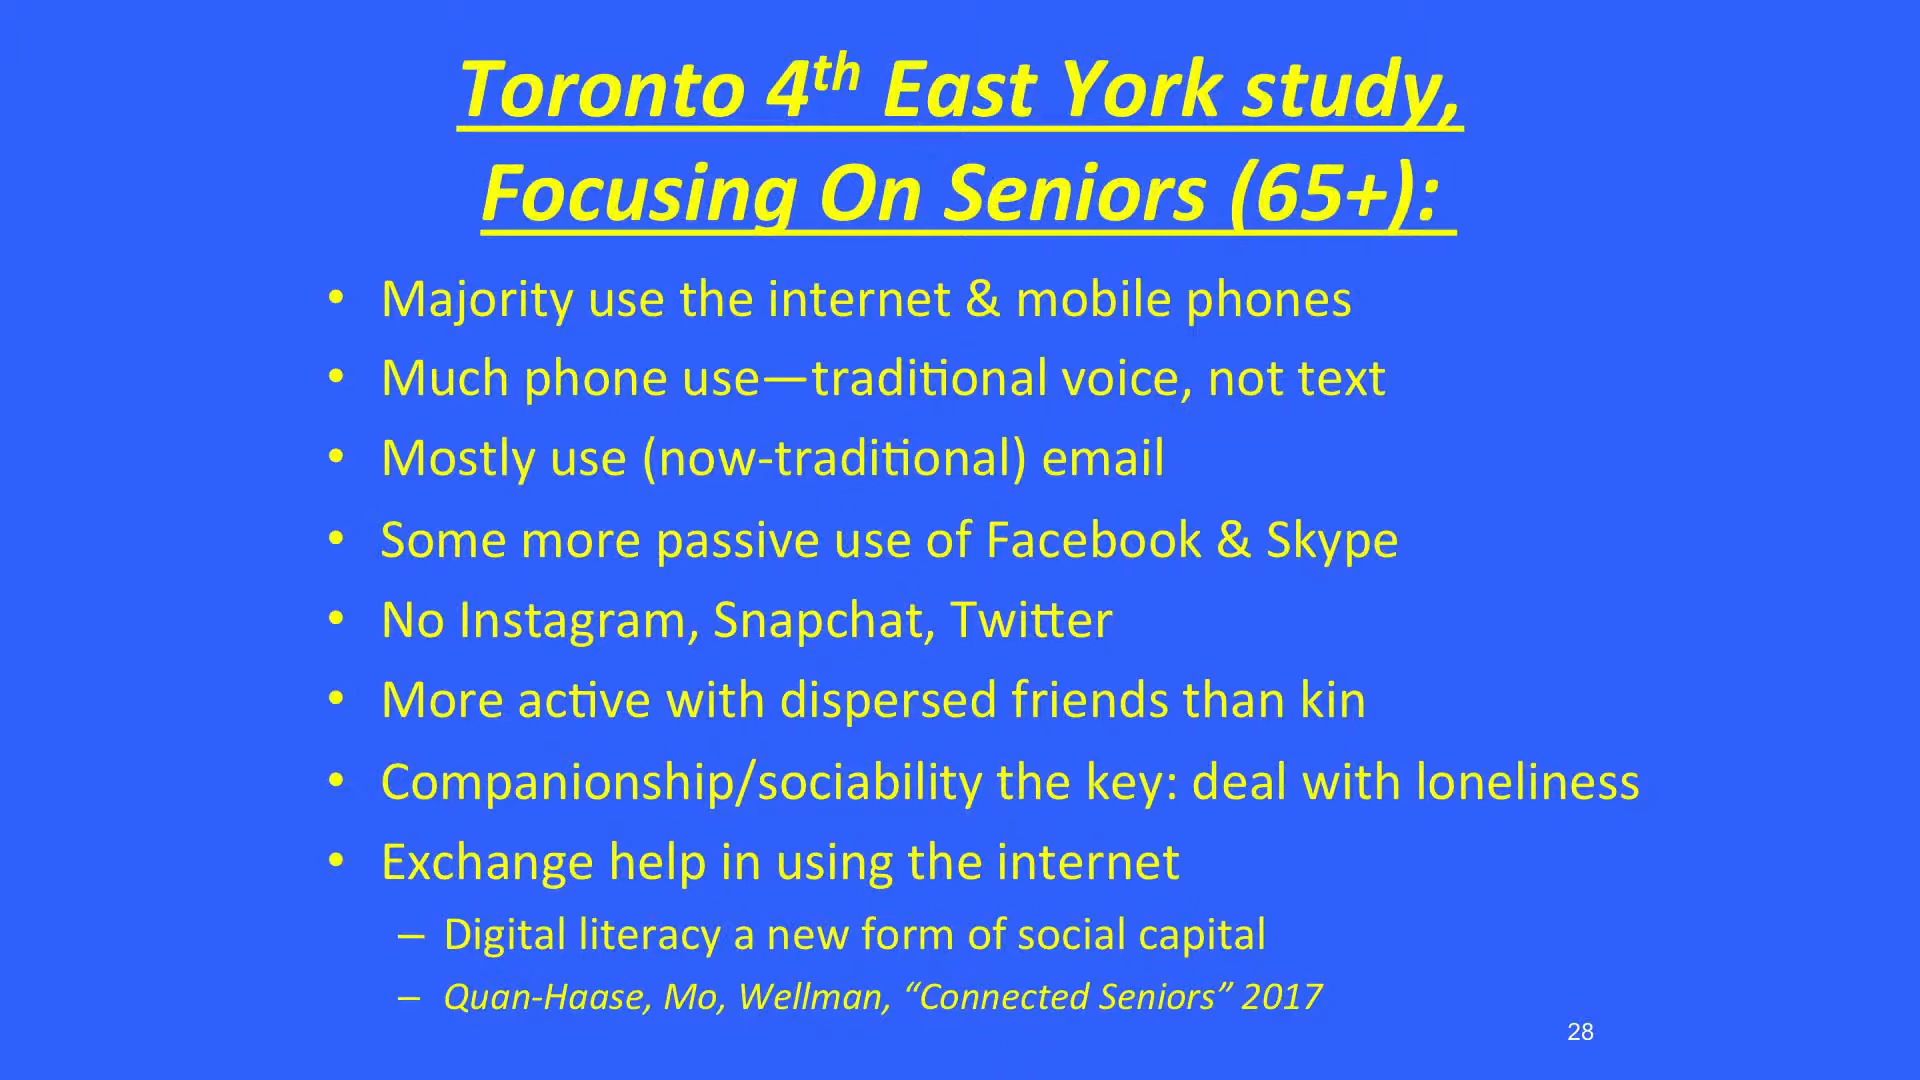 Toronto 4th East York study,
Focusing On Seniors (65+):
• Majority use the internet & mobile phones
• Much phone use—traditional voice, not text
• Mostly use (now-traditional) email
• Some more passive use of Facebook & Skype
• No Instagram, Snapchat, Twitter
• More active with dispersed friends than kin
• Companionship/sociability the key: deal with loneliness
• Exchange help in using the internet
– Digital literacy a new form of social capital
– Quan-Haase, Mo, Wellman, “Connected Seniors” 2017
28